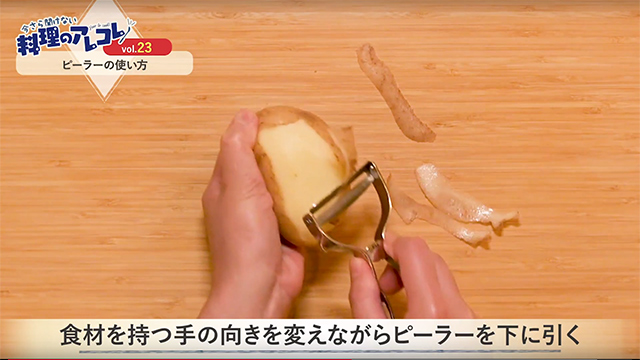 今さら聞けない
料理のアレコレ
vol.23
ピーラーの使い方
食材を持つ手の向きを変えながらピーラーを下に引く